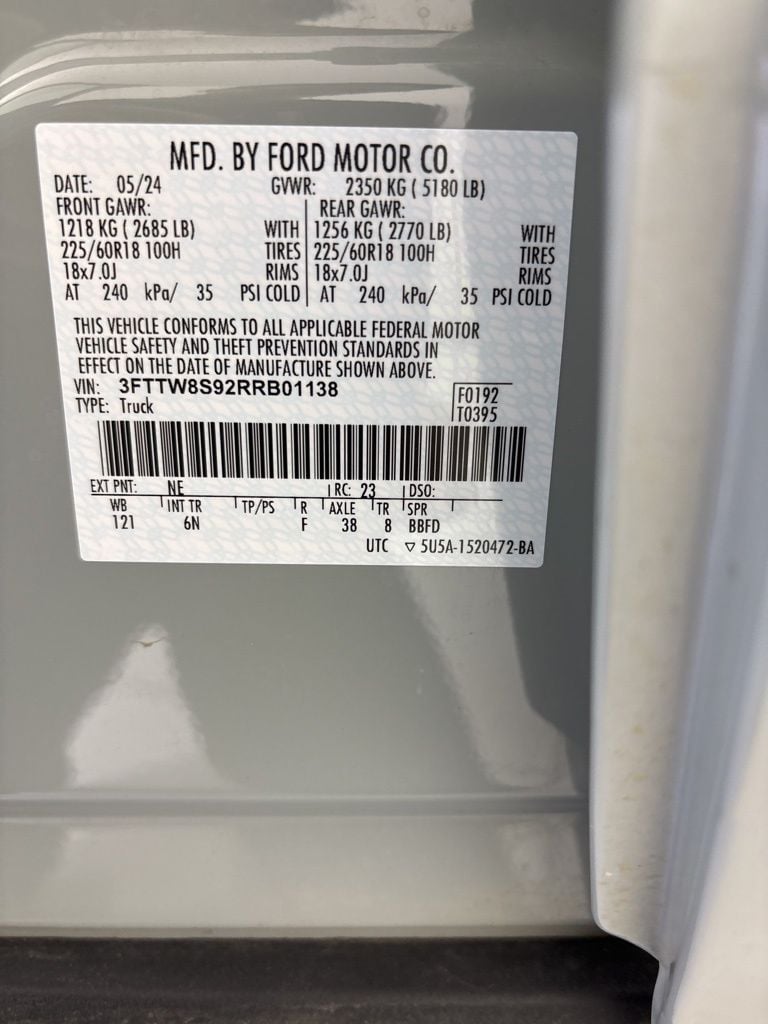 MFD. BY FORD MOTOR CO.
DATE: 05/24 GVWR: 2350 KG ( 5180 LB)
FRONT GAWR: REAR GAWR:
1218 KG ( 2685 LB) WITH 1256 KG ( 2770 LB) WITH
225/60R18 100H TIRES 225/60R18 100H TIRES
18x7.0J RIMS 18x7.0J RIMS
AT 240 kPa/ 35 PSI COLD AT 240 kPa/ 35 PSI COLD
THIS VEHICLE CONFORMS TO ALL APPLICABLE FEDERAL MOTOR
VEHICLE SAFETY AND THEFT PREVENTION STANDARDS IN
EFFECT ON THE DATE OF MANUFACTURE SHOWN ABOVE.
VIN: 3FTTW8S92RRB01138 F0192
TYPE: Truck T0395
EXT PNT: NE RC: 23 DSO:
WB INT TR TP/PS R AXLE TR SPR
121 6N F 38 8 BBFD
UTC ▽ 5U5A-1520472-BA